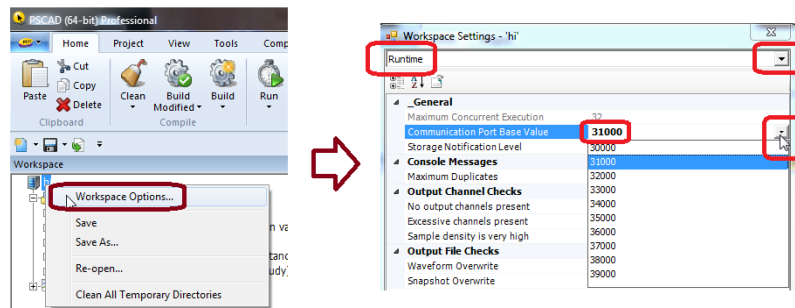 PSCAD (64-bit) Professional
Home Project View Tools Comp
Paste
Cut
Copy
Delete
Clean
Build Modified
Build
Run
Clipboard
Compile
Workspace
Workspace Options...
Save
Save As...
Re-open...
Clean All Temporary Directories
n va
tanc
udy)
Workspace Settings - 'hi'
Runtime
_General
Maximum Concurrent Execution 32
Communication Port Base Value 31000
Storage Notification Level 30000
Console Messages 31000
Maximum Duplicates 32000
Output Channel Checks 33000
No output channels present 34000
Excessive channels present 35000
Sample density is very high 36000
Output File Checks 37000
Waveform Overwrite 38000
Snapshot Overwrite 39000